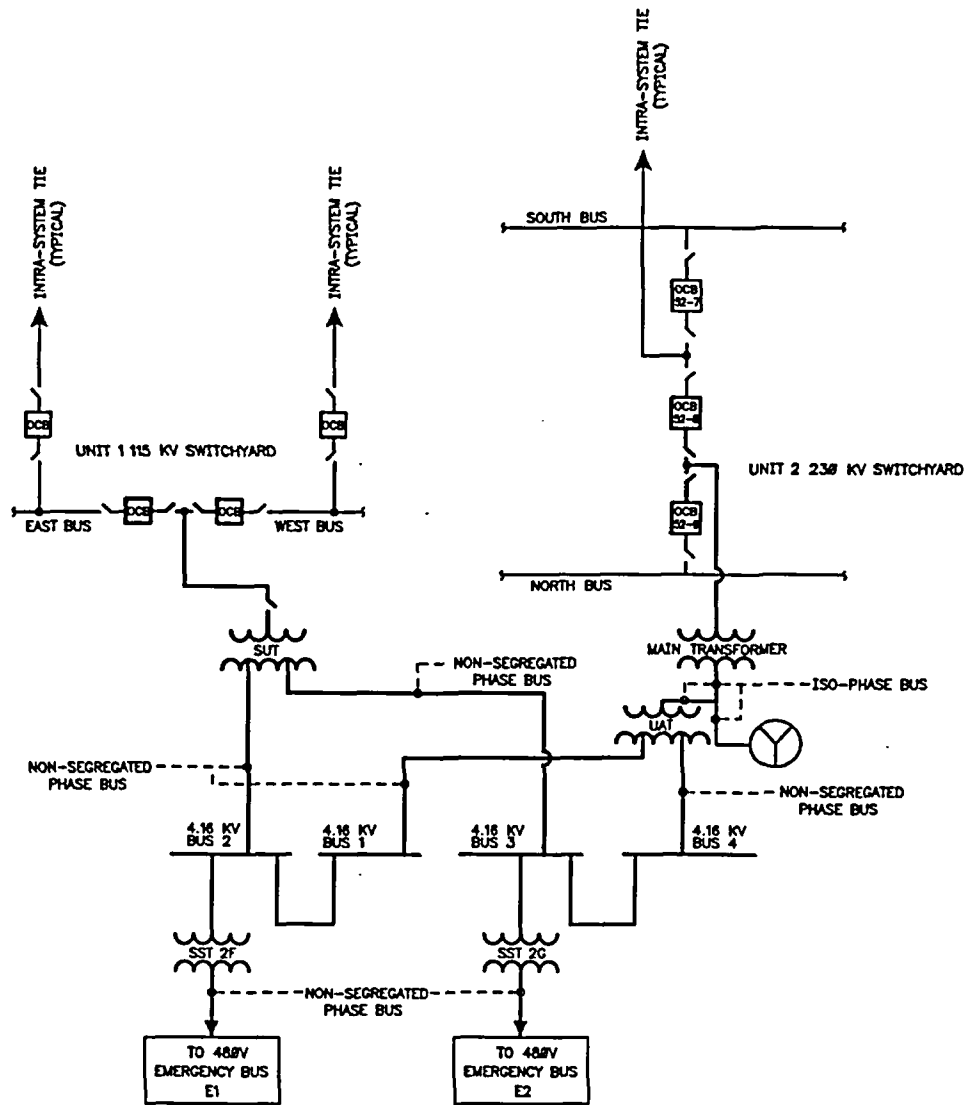 INTRA-SYSTEM TIE
(TYPICAL)
INTRA-SYSTEM TIE
(TYPICAL)
INTRA-SYSTEM TIE
(TYPICAL)
SOUTH BUS
OCB
52-7
OCB
OCB
OCB
UNIT 1 115 KV SWITCHYARD
UNIT 2 230 KV SWITCHYARD
OCB
OCB
EAST BUS
WEST BUS
OCB
52-9
NORTH BUS
SUT
MAIN TRANSFORMER
NON-SEGREGATED
PHASE BUS
ISO-PHASE BUS
UAT
NON-SEGREGATED
PHASE BUS
NON-SEGREGATED
PHASE BUS
4.16 KV
BUS 2
4.16 KV
BUS 1
4.16 KV
BUS 3
4.16 KV
BUS 4
SST 2F
SST 2G
NON-SEGREGATED
PHASE BUS
TO 480V
EMERGENCY BUS
E1
TO 480V
EMERGENCY BUS
E2